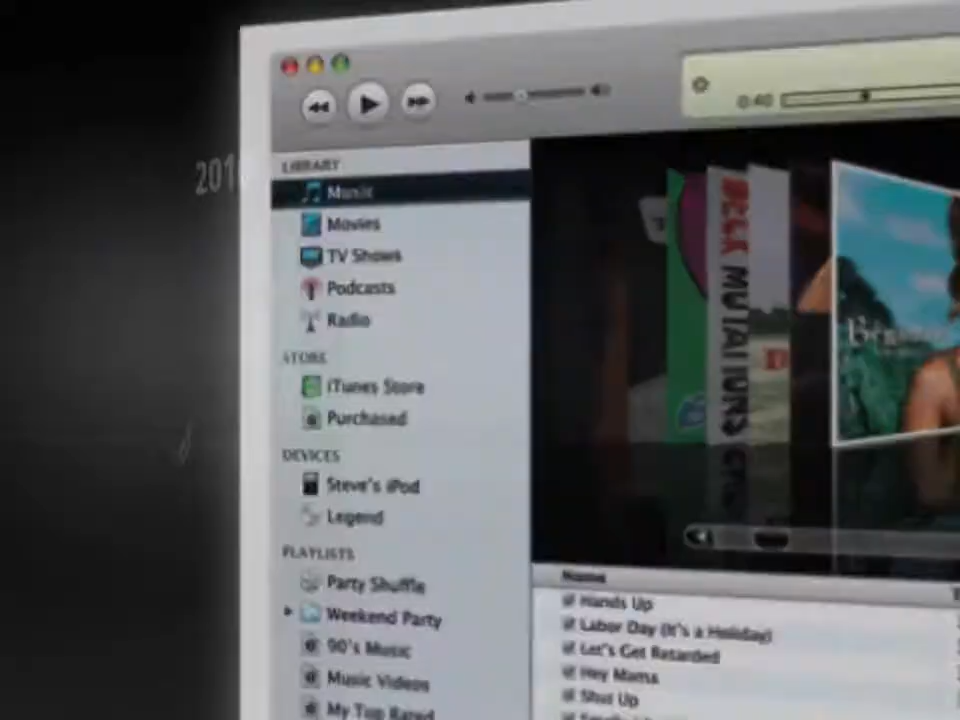 0:40
LIBRARY
201
Music
Movies
TV Shows
Podcasts
Radio
STORE
iTunes Store
Purchased
DEVICES
Steve's iPod
Legend
PLAYLISTS
Party Shuffle
Weekend Party
90's Music
Music Videos
My Top Rated
BECK MUTATIONS
Name
Hands Up
Labor Day (It's a Holiday)
Let's Get Retarded
Hey Mama
Shut Up